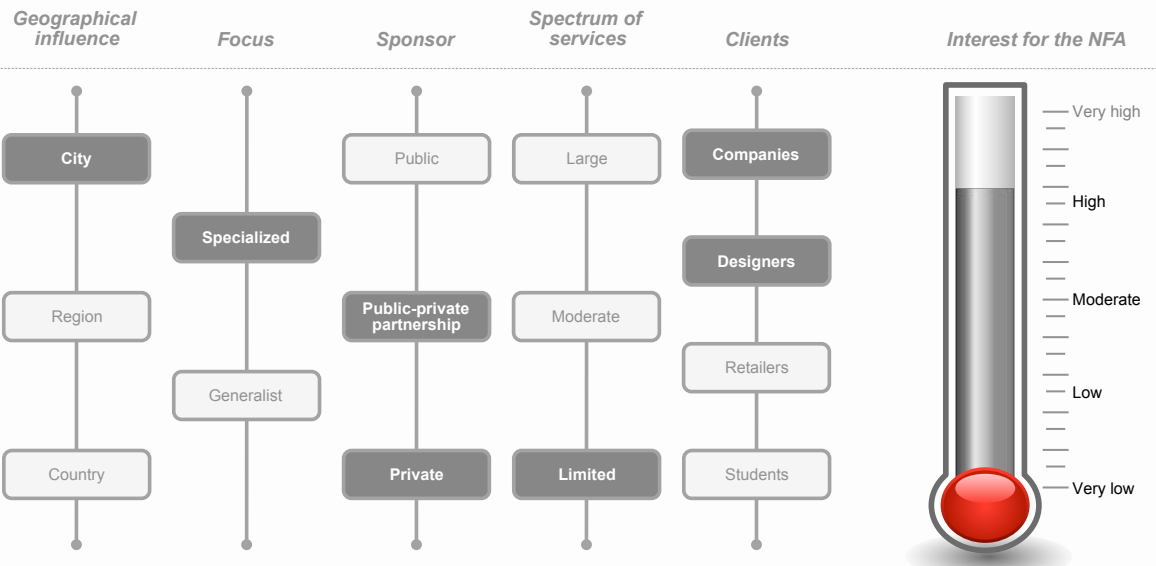 Geographical
influence
Focus
Sponsor
Spectrum of
services
Clients
Interest for the NFA
City
Region
Country
Specialized
Generalist
Public
Public-private
partnership
Private
Large
Moderate
Limited
Companies
Designers
Retailers
Students
Very high
High
Moderate
Low
Very low